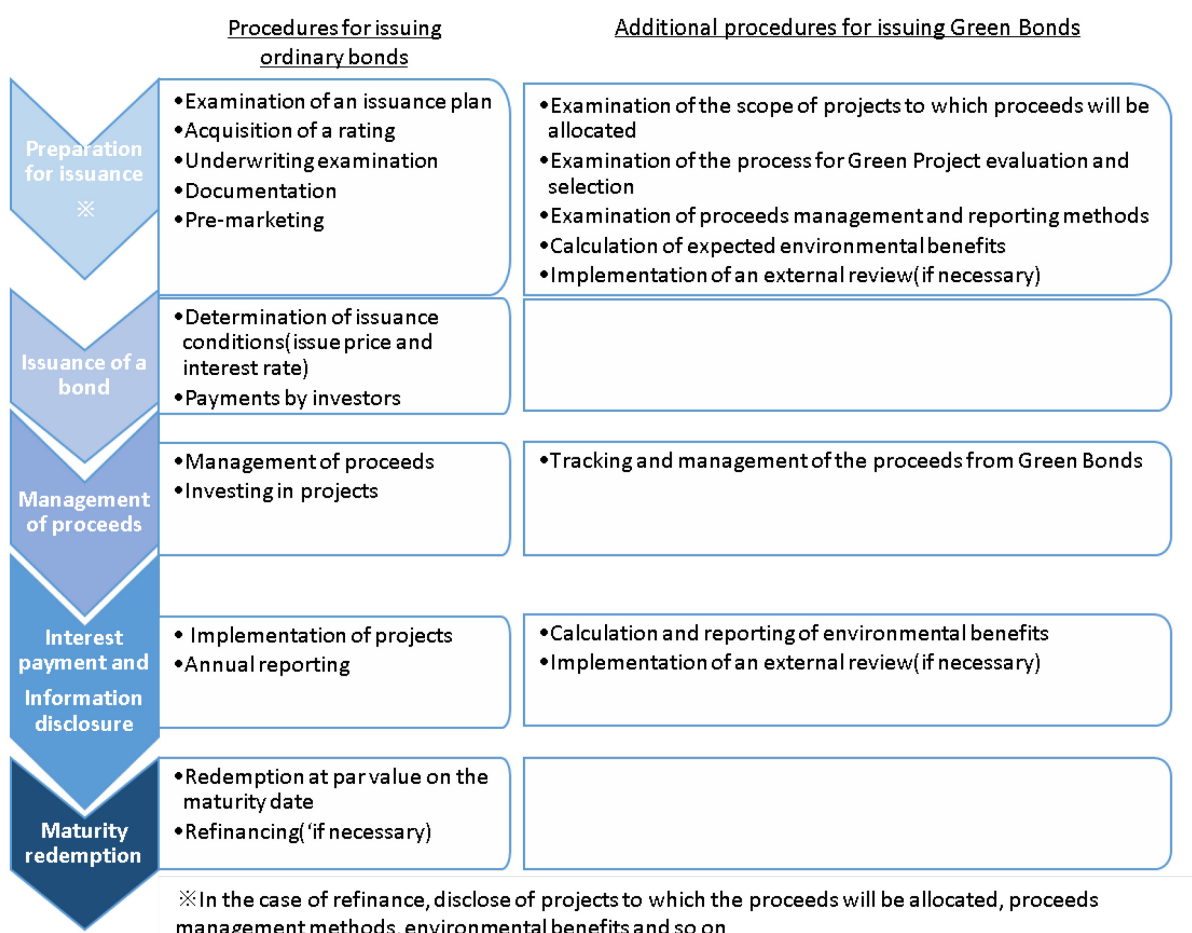 Procedures for issuing
ordinary bonds
Additional procedures for issuing Green Bonds
Preparation
for issuance
※
•Examination of an issuance plan
•Acquisition of a rating
•Underwriting examination
•Documentation
•Pre-marketing
•Examination of the scope of projects to which proceeds will be
allocated
•Examination of the process for Green Project evaluation and
selection
•Examination of proceeds management and reporting methods
•Calculation of expected environmental benefits
•Implementation of an external review(if necessary)
Issuance of a
bond
•Determination of issuance
conditions(issue price and
interest rate)
•Payments by investors
Management
of proceeds
•Management of proceeds
•Investing in projects
•Tracking and management of the proceeds from Green Bonds
Interest
payment and
Information
disclosure
• Implementation of projects
•Annual reporting
•Calculation and reporting of environmental benefits
•Implementation of an external review(if necessary)
Maturity
redemption
•Redemption at par value on the
maturity date
•Refinancing(‘if necessary)
※In the case of refinance, disclose of projects to which the proceeds will be allocated, proceeds
management methods, environmental benefits and so on